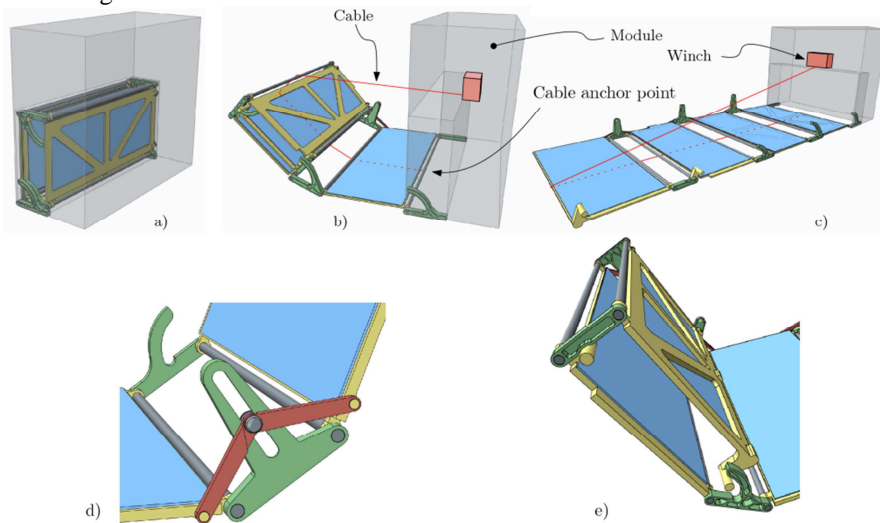 Cable
Module
Winch
Cable anchor point
a)
b)
c)
d)
e)